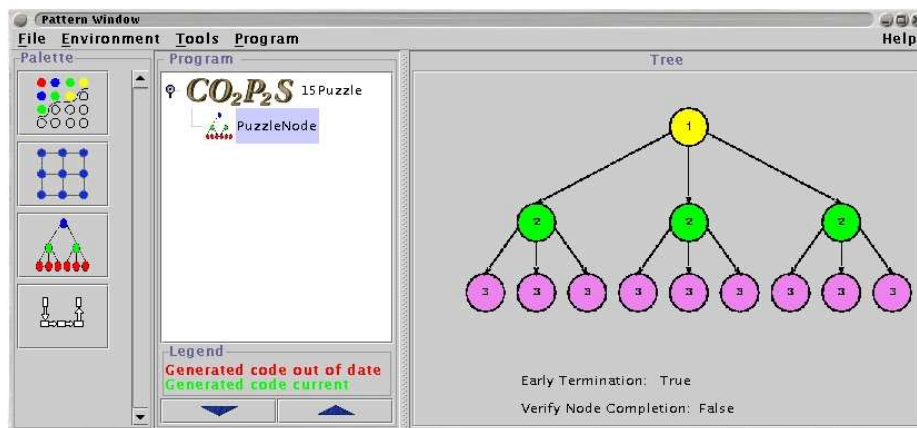 Pattern Window
File Environment Tools Program Help
Palette
Program
CO2P2S 15Puzzle
PuzzleNode
Legend
Generated code out of date
Generated code current
Tree
1
2 2 2
3 3 3 3 3 3 3 3 3
Early Termination: True
Verify Node Completion: False